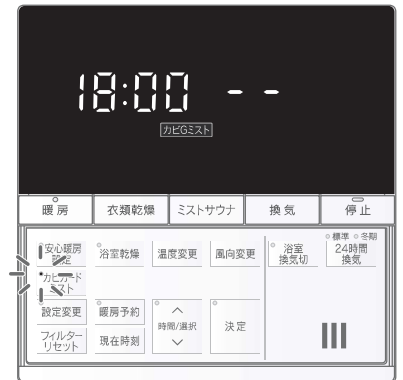 18:00 --
カビGミスト
暖房
衣類乾燥
ミストサウナ
換気
停止
標準 冬期
安心暖房
設定
浴室乾燥
温度変更
風向変更
浴室
換気切
24時間
換気
カビガード
ミスト
設定変更
暖房予約
時間/選択
決定
フィルター
リセット
現在時刻